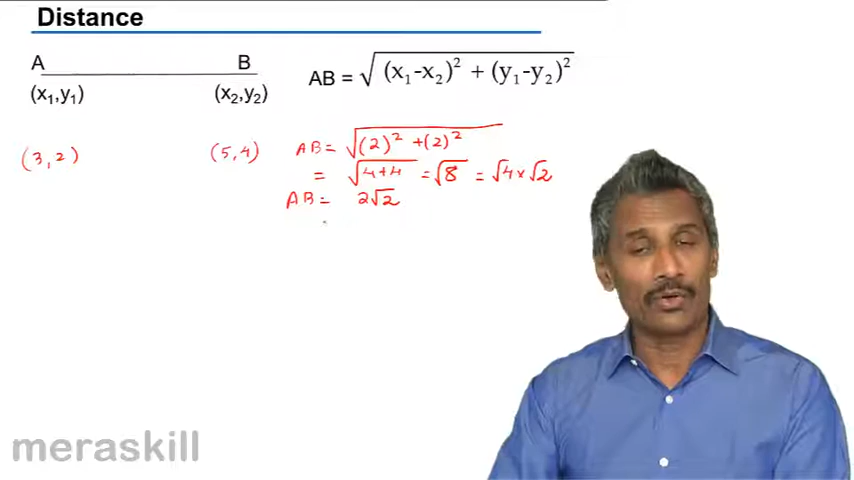 Distance
A B
AB = √(x₁-x₂)² + (y₁-y₂)²
(x₁,y₁) (x₂,y₂)
(3,2) (5,4) AB = √(2)² +(2)²
= √4+4 = √8 = √4 × √2
AB = 2√2
meraskill